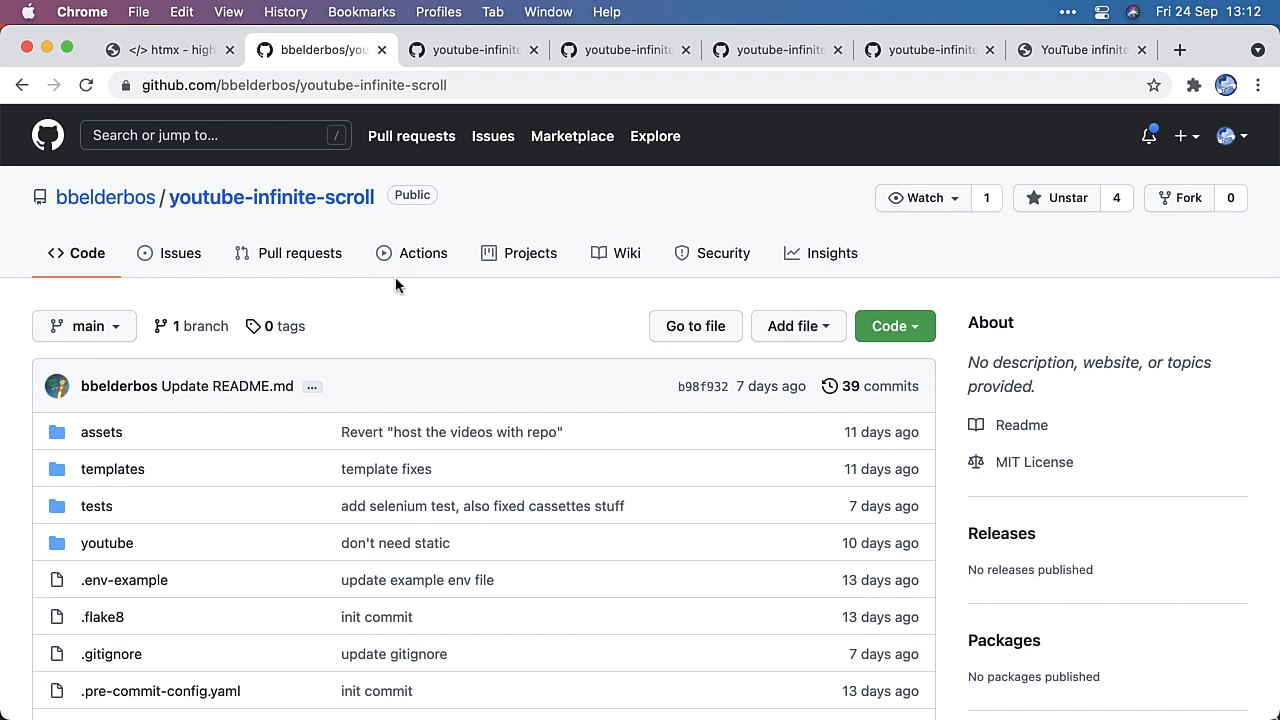 Chrome File Edit View History Bookmarks Profiles Tab Window Help ••• Fri 24 Sep 13:12
</> htmx - high bbelderbos/you youtube-infinite youtube-infinite youtube-infinite youtube-infinite YouTube infinite
github.com/bbelderbos/youtube-infinite-scroll
Search or jump to... / Pull requests Issues Marketplace Explore
bbelderbos / youtube-infinite-scroll Public Watch 1 Unstar 4 Fork 0
<> Code Issues Pull requests Actions Projects Wiki Security Insights
main 1 branch 0 tags Go to file Add file Code
About
No description, website, or topics
provided.
Readme
MIT License
Releases
No releases published
Packages
No packages published
bbelderbos Update README.md ... b98f932 7 days ago 39 commits
assets Revert "host the videos with repo" 11 days ago
templates template fixes 11 days ago
tests add selenium test, also fixed cassettes stuff 7 days ago
youtube don't need static 10 days ago
.env-example update example env file 13 days ago
.flake8 init commit 13 days ago
.gitignore update gitignore 7 days ago
.pre-commit-config.yaml init commit 13 days ago